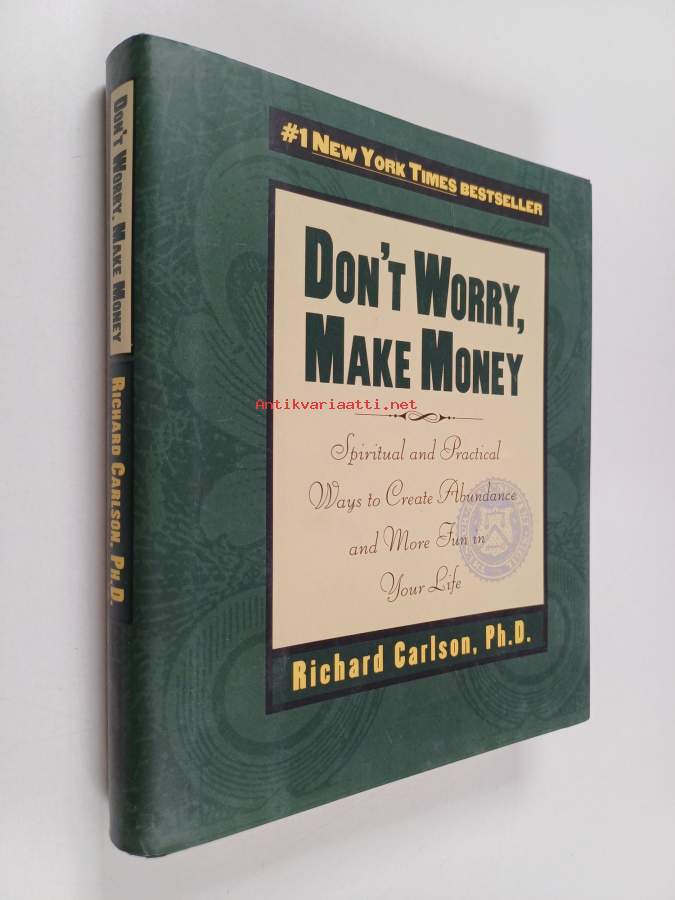 #1 NEW YORK TIMES BESTSELLER
DON'T WORRY,
MAKE MONEY
Spiritual and Practical
Ways to Create Abundance
and More Fun in
Your Life
Richard Carlson, Ph.D.
DON'T WORRY, MAKE MONEY
RICHARD CARLSON, PH.D.
Antikvariaatti.net